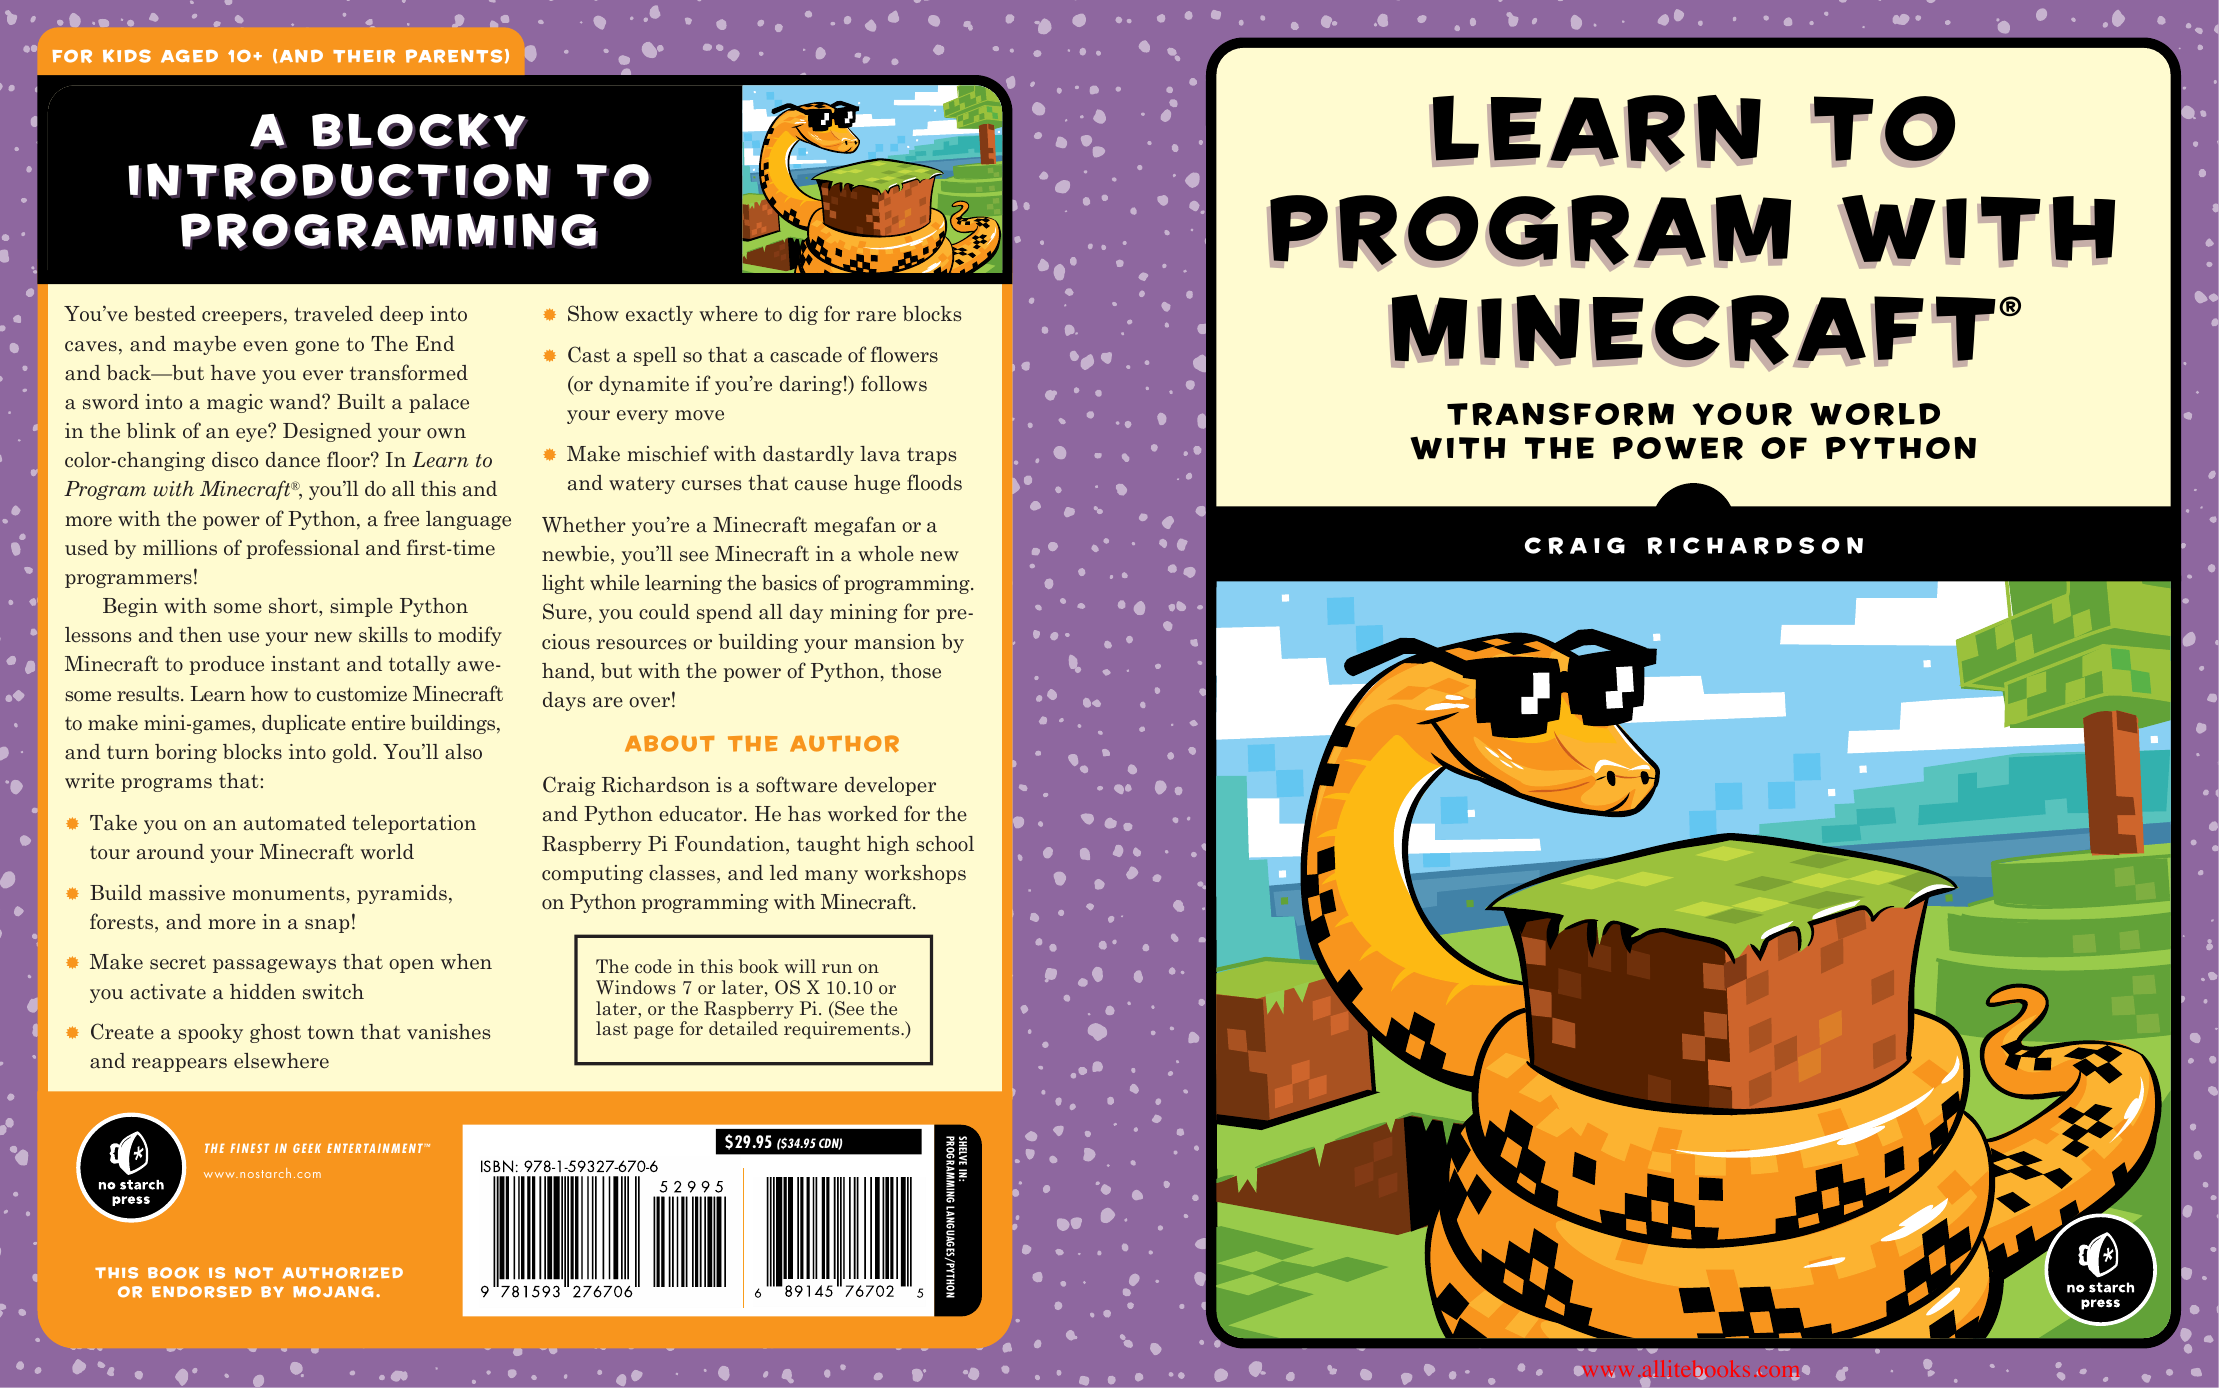 FOR KIDS AGED 10+ (AND THEIR PARENTS)
A BLOCKY
INTRODUCTION TO
PROGRAMMING
You’ve bested creepers, traveled deep into
caves, and maybe even gone to The End
and back—but have you ever transformed
a sword into a magic wand? Built a palace
in the blink of an eye? Designed your own
color-changing disco dance floor? In Learn to
Program with Minecraft®, you’ll do all this and
more with the power of Python, a free language
used by millions of professional and first-time
programmers!
Begin with some short, simple Python
lessons and then use your new skills to modify
Minecraft to produce instant and totally awe-
some results. Learn how to customize Minecraft
to make mini-games, duplicate entire buildings,
and turn boring blocks into gold. You’ll also
write programs that:
Take you on an automated teleportation
tour around your Minecraft world
Build massive monuments, pyramids,
forests, and more in a snap!
Make secret passageways that open when
you activate a hidden switch
Create a spooky ghost town that vanishes
and reappears elsewhere
Show exactly where to dig for rare blocks
Cast a spell so that a cascade of flowers
(or dynamite if you’re daring!) follows
your every move
Make mischief with dastardly lava traps
and watery curses that cause huge floods
Whether you’re a Minecraft megafan or a
newbie, you’ll see Minecraft in a whole new
light while learning the basics of programming.
Sure, you could spend all day mining for pre-
cious resources or building your mansion by
hand, but with the power of Python, those
days are over!
ABOUT THE AUTHOR
Craig Richardson is a software developer
and Python educator. He has worked for the
Raspberry Pi Foundation, taught high school
computing classes, and led many workshops
on Python programming with Minecraft.
The code in this book will run on
Windows 7 or later, OS X 10.10 or
later, or the Raspberry Pi. (See the
last page for detailed requirements.)
no starch
press
THE FINEST IN GEEK ENTERTAINMENT™
www.nostarch.com
THIS BOOK IS NOT AUTHORIZED
OR ENDORSED BY MOJANG.
$29.95 ($34.95 CDN)
ISBN: 978-1-59327-670-6
52995
9 781593 276706
6 89145 76702 5
SHELVE IN:
PROGRAMMING LANGUAGES/PYTHON
LEARN TO
PROGRAM WITH
MINECRAFT®
TRANSFORM YOUR WORLD
WITH THE POWER OF PYTHON
CRAIG RICHARDSON
no starch
press
www.allitebooks.com